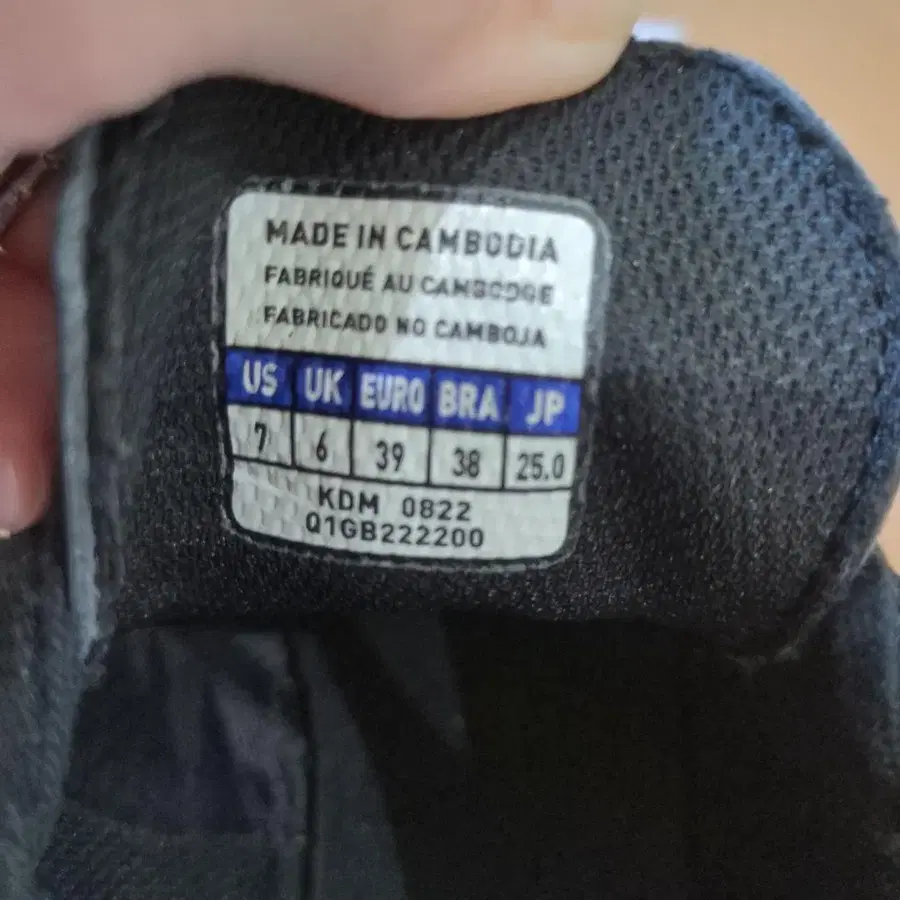 MADE IN CAMBODIA
FABRIQUÉ AU CAMBODGE
FABRICADO NO CAMBOJA
US UK EURO BRA JP
7 6 39 38 25.0
KDM 0822
Q1GB222200